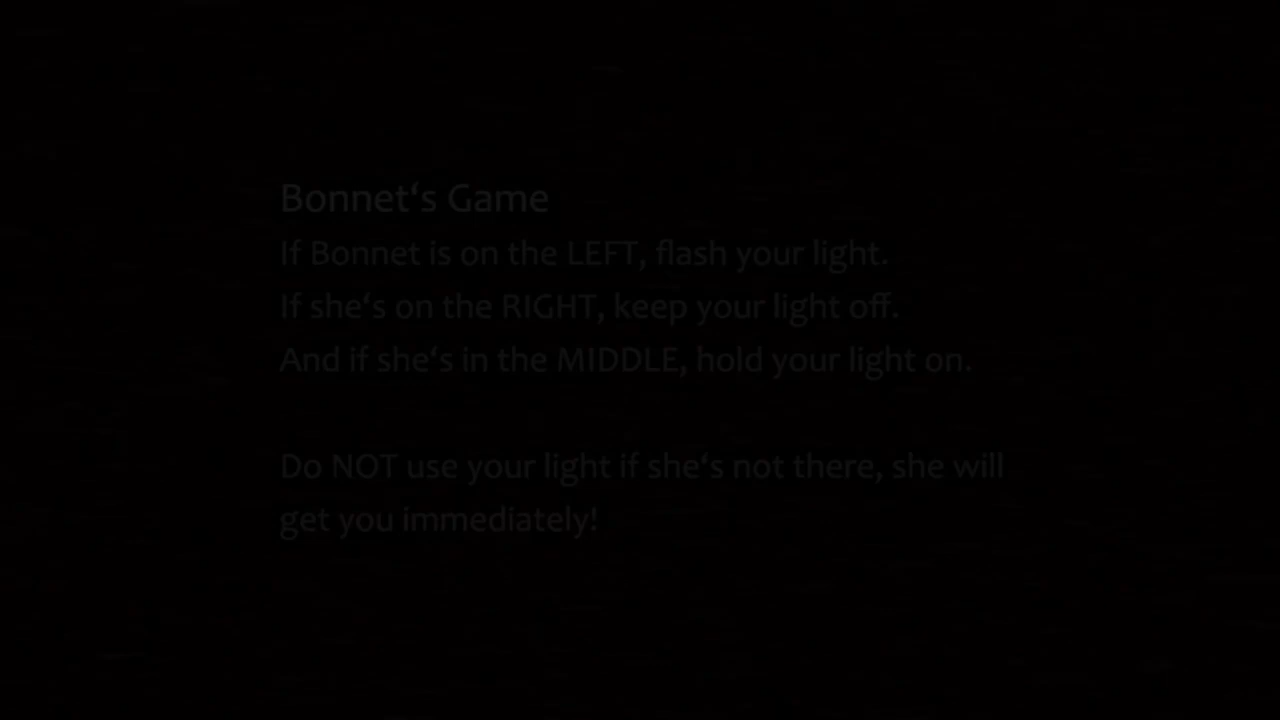 Bonnet‘s Game
If Bonnet is on the LEFT, flash your light.
If she‘s on the RIGHT, keep your light off.
And if she‘s in the MIDDLE, hold your light on.
Do NOT use your light if she‘s not there, she will
get you immediately!